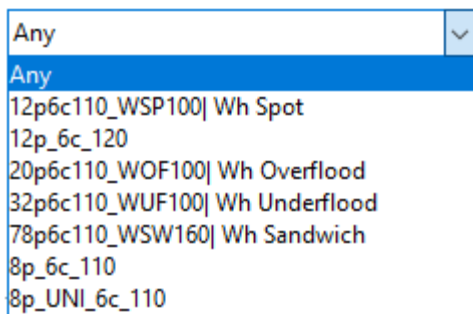 Any
Any
12p6c110_WSP100| Wh Spot
12p_6c_120
20p6c110_WOF100| Wh Overflood
32p6c110_WUF100| Wh Underflood
78p6c110_WSW160| Wh Sandwich
8p_6c_110
8p_UNI_6c_110